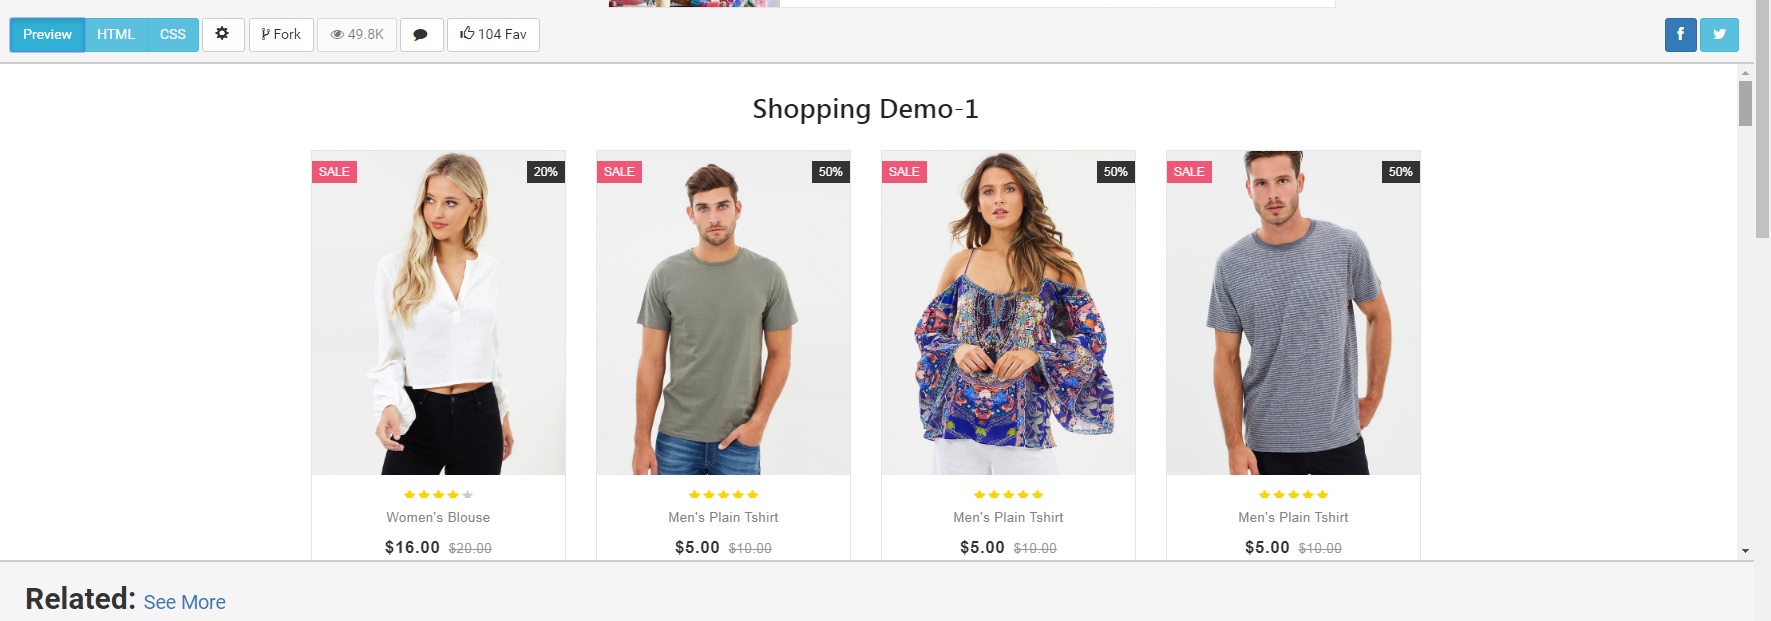 Preview HTML CSS Fork 49.8K 104 Fav
Shopping Demo-1
SALE 20% SALE 50% SALE 50% SALE 50%
Women's Blouse Men's Plain Tshirt Men's Plain Tshirt Men's Plain Tshirt
$16.00 $20.00 $5.00 $10.00 $5.00 $10.00 $5.00 $10.00
Related: See More